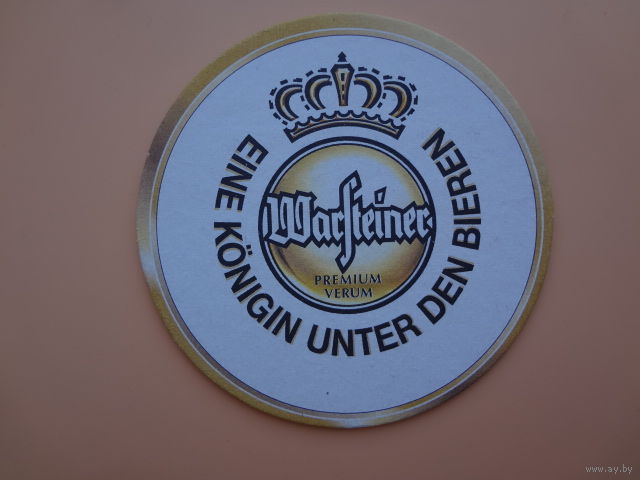 Warsteiner
PREMIUM
VERUM
EINE KÖNIGIN UNTER DEN BIEREN
www.ay.by